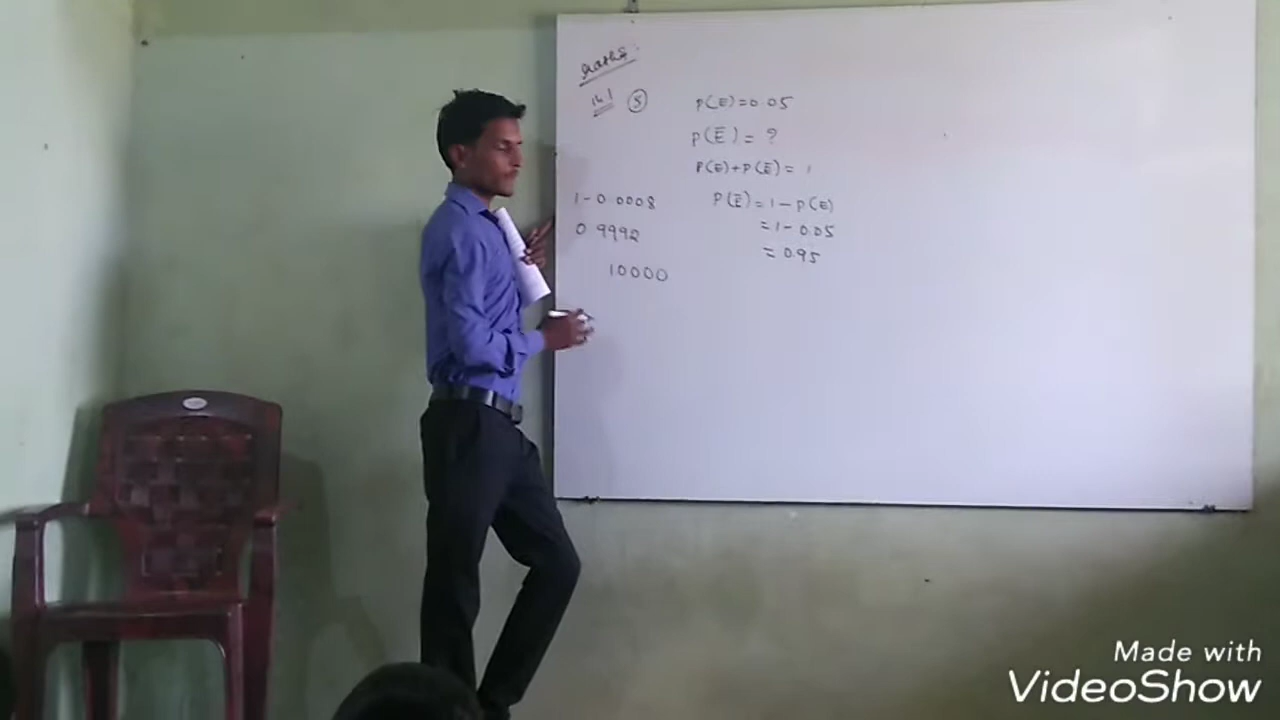 Maths
14.1 (5)
P(E)=0.05
P(E̅)=?
P(E)+P(E̅)=1
P(E̅)=1-P(E)
=1-0.05
=0.95
1-0.0008
0.9992
10000
Made with
VideoShow